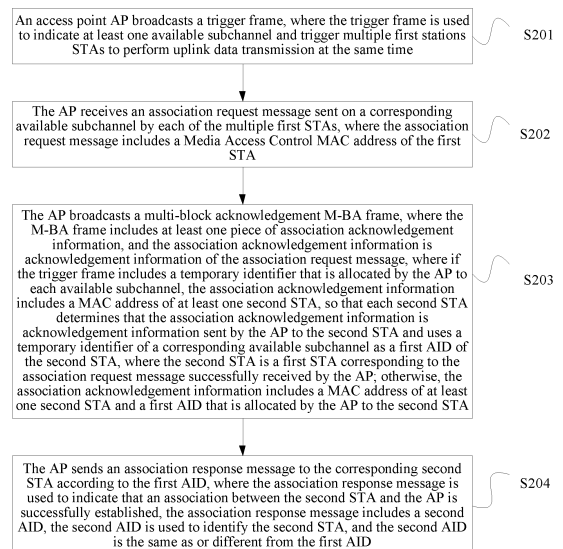 An access point AP broadcasts a trigger frame, where the trigger frame is used
to indicate at least one available subchannel and trigger multiple first stations
STAs to perform uplink data transmission at the same time
S201
The AP receives an association request message sent on a corresponding
available subchannel by each of the multiple first STAs, where the association
request message includes a Media Access Control MAC address of the first
STA
S202
The AP broadcasts a multi-block acknowledgement M-BA frame, where the
M-BA frame includes at least one piece of association acknowledgement
information, and the association acknowledgement information is
acknowledgement information of the association request message, where if
the trigger frame includes a temporary identifier that is allocated by the AP to
each available subchannel, the association acknowledgement information
includes a MAC address of at least one second STA, so that each second STA
determines that the association acknowledgement information is
acknowledgement information sent by the AP to the second STA and uses a
temporary identifier of a corresponding available subchannel as a first AID of
the second STA, where the second STA is a first STA corresponding to the
association request message successfully received by the AP; otherwise, the
association acknowledgement information includes a MAC address of at least
one second STA and a first AID that is allocated by the AP to the second STA
S203
The AP sends an association response message to the corresponding second
STA according to the first AID, where the association response message is
used to indicate that an association between the second STA and the AP is
successfully established, the association response message includes a second
AID, the second AID is used to identify the second STA, and the second AID
is the same as or different from the first AID
S204